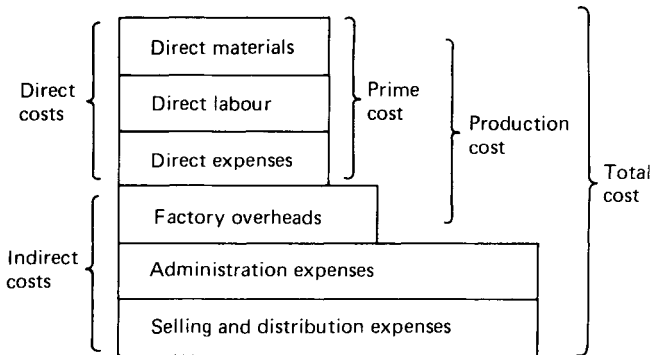 Direct materials
Direct
costs
Direct labour
Prime
cost
Direct expenses
Production
cost
Total
cost
Factory overheads
Indirect
costs
Administration expenses
Selling and distribution expenses